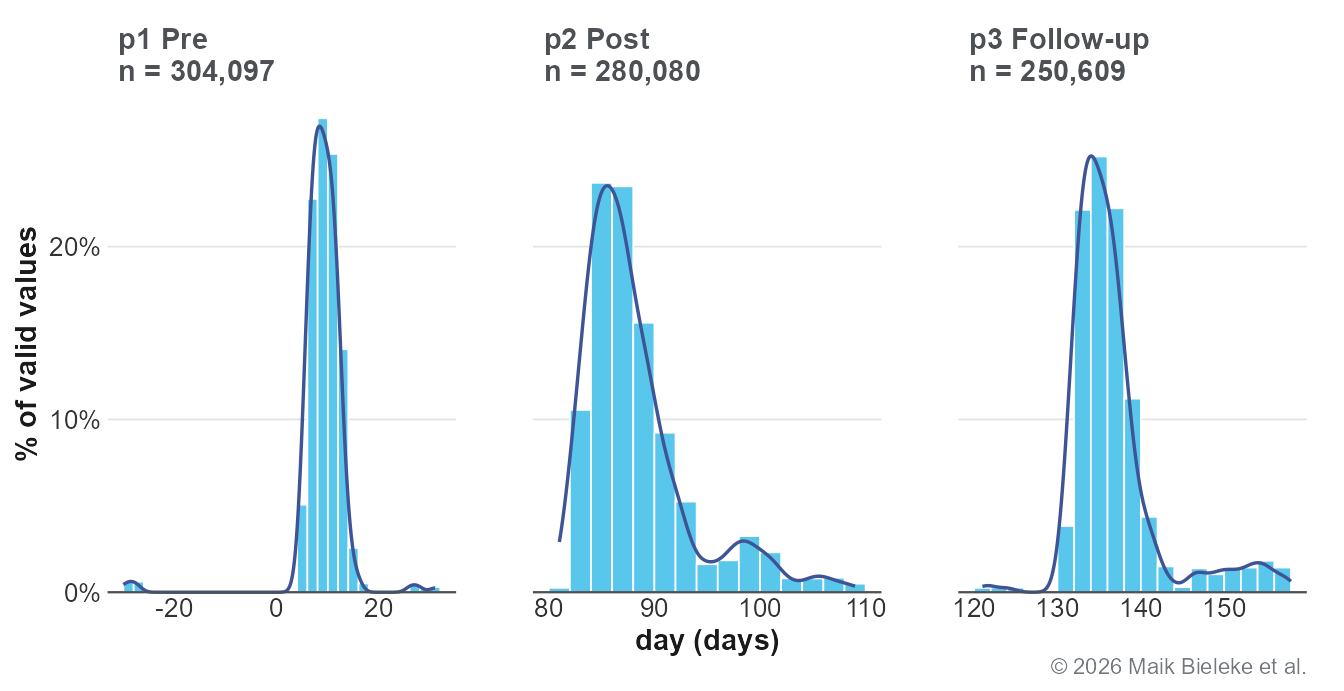 p1 Pre
n = 304,097
p2 Post
n = 280,080
p3 Follow-up
n = 250,609
% of valid values
20%
10%
0%
-20 0 20
80 90 100 110
120 130 140 150
day (days)
© 2026 Maik Bieleke et al.